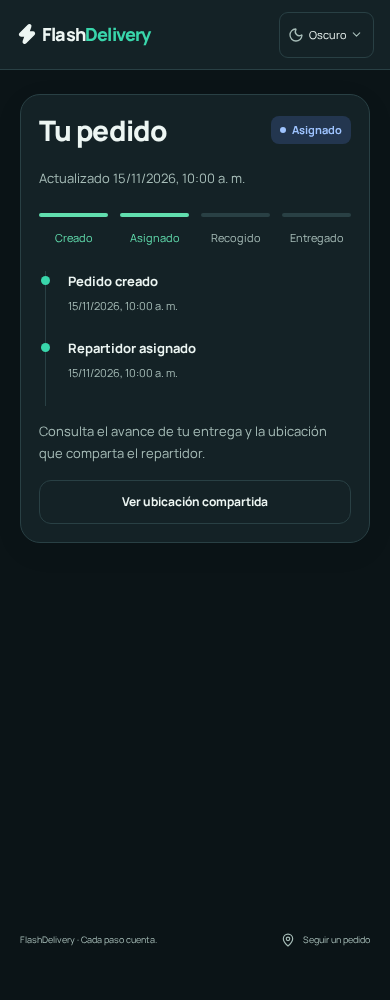 FlashDelivery
Oscuro
Tu pedido
Asignado
Actualizado 15/11/2026, 10:00 a. m.
Creado
Asignado
Recogido
Entregado
Pedido creado
15/11/2026, 10:00 a. m.
Repartidor asignado
15/11/2026, 10:00 a. m.
Consulta el avance de tu entrega y la ubicación
que comparta el repartidor.
Ver ubicación compartida
FlashDelivery · Cada paso cuenta.
Seguir un pedido